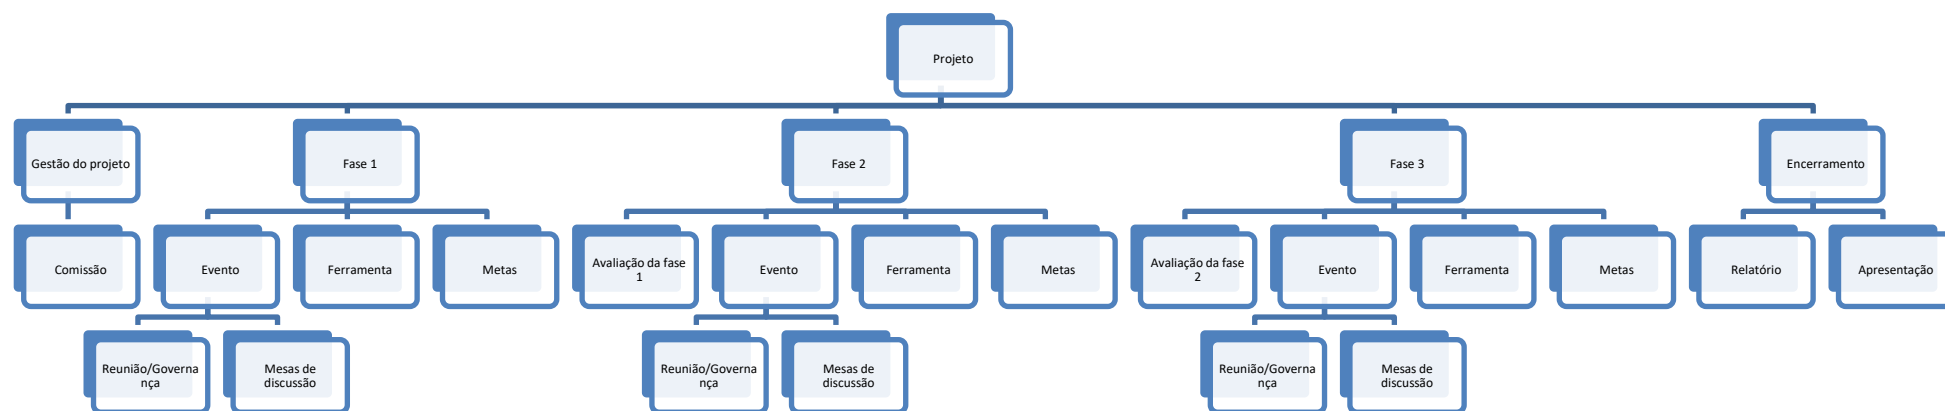 Projeto
Gestão do projeto
Fase 1
Fase 2
Fase 3
Encerramento
Comissão
Evento
Ferramenta
Metas
Avaliação da fase
1
Evento
Ferramenta
Metas
Avaliação da fase
2
Evento
Ferramenta
Metas
Relatório
Apresentação
Reunião/Governa
nça
Mesas de
discussão
Reunião/Governa
nça
Mesas de
discussão
Reunião/Governa
nça
Mesas de
discussão